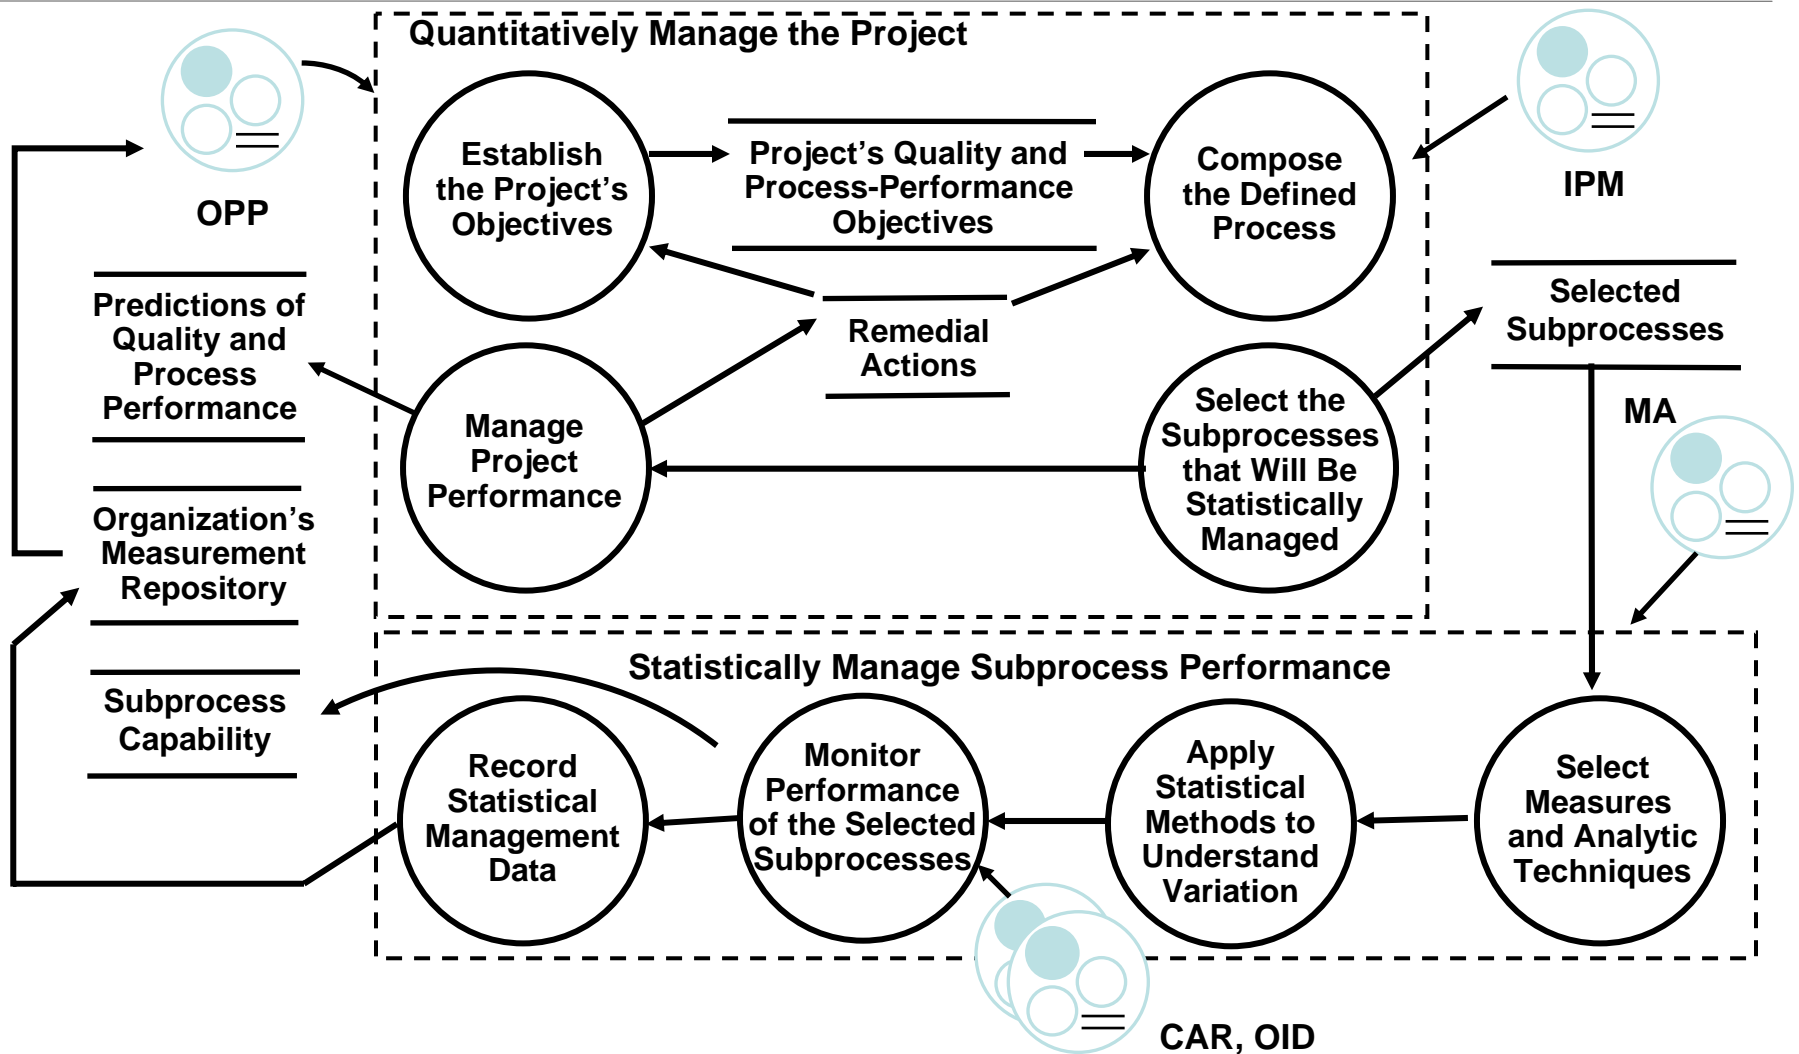 Quantitatively Manage the Project
OPP
Establish
the Project’s
Objectives
Project’s Quality and
Process-Performance
Objectives
Compose
the Defined
Process
IPM
Predictions of
Quality and
Process
Performance
Remedial
Actions
Selected
Subprocesses
Manage
Project
Performance
Select the
Subprocesses
that Will Be
Statistically
Managed
MA
Organization’s
Measurement
Repository
Subprocess
Capability
Statistically Manage Subprocess Performance
Record
Statistical
Management
Data
Monitor
Performance
of the Selected
Subprocesses
Apply
Statistical
Methods to
Understand
Variation
Select
Measures
and Analytic
Techniques
CAR, OID